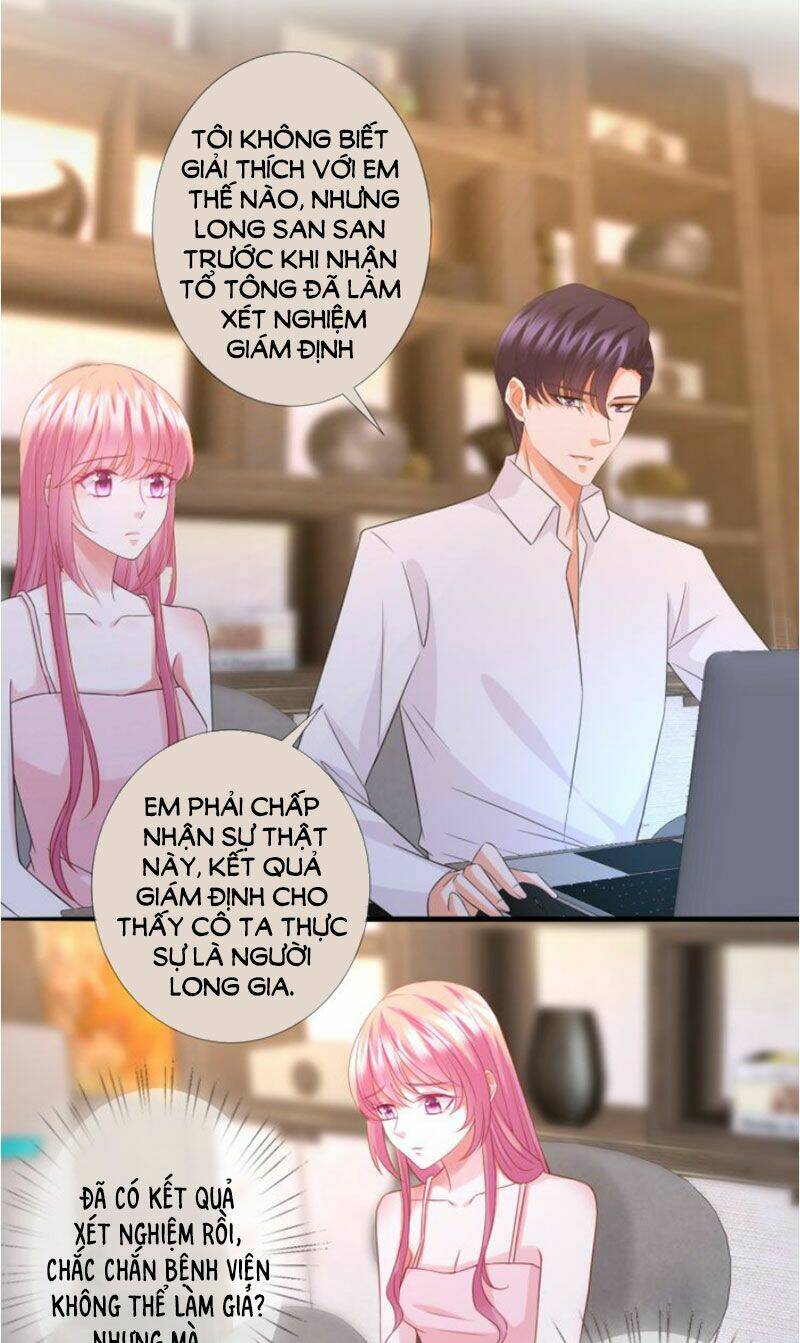 TÔI KHÔNG BIẾT
GIẢI THÍCH VỚI EM
THẾ NÀO, NHƯNG
LONG SAN SAN
TRƯỚC KHI NHẬN
TỔ TÔNG ĐÃ LÀM
XÉT NGHIỆM
GIÁM ĐỊNH
EM PHẢI CHẤP
NHẬN SỰ THẬT
NÀY, KẾT QUẢ
GIÁM ĐỊNH CHO
THẤY CÔ TA THỰC
SỰ LÀ NGƯỜI
LONG GIA.
ĐÃ CÓ KẾT QUẢ
XÉT NGHIỆM RỒI,
CHẮC CHẮN BỆNH VIỆN
KHÔNG THỂ LÀM GIẢ?
NHƯNG MÀ